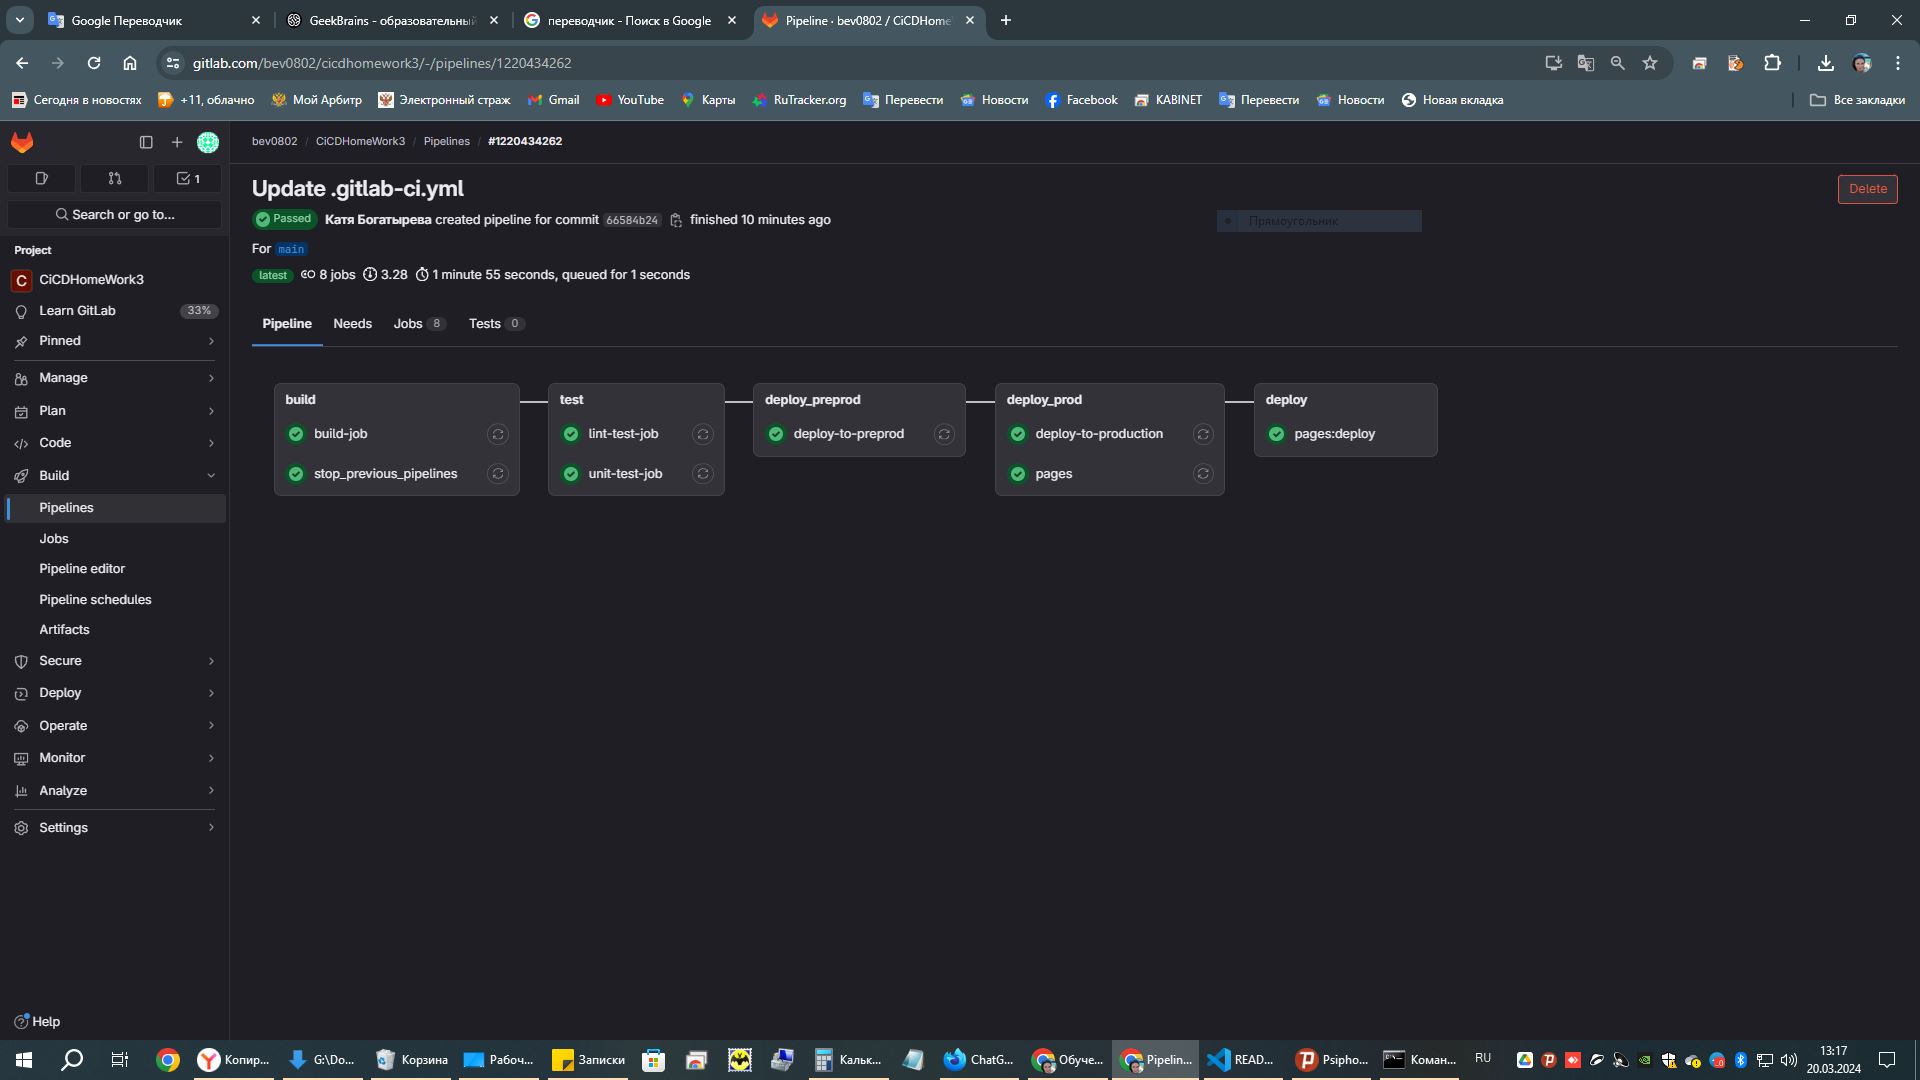 Google Переводчик
GeekBrains - образовательный
переводчик - Поиск в Google
Pipeline · bev0802 / CiCDHome
gitlab.com/bev0802/cicdhomework3/-/pipelines/1220434262
Сегодня в новостях
+11, облачно
Мой Арбитр
Электронный страж
Gmail
YouTube
Карты
RuTracker.org
Перевести
Новости
Facebook
KABINET
Перевести
Новости
Новая вкладка
Все закладки
bev0802 / CiCDHomeWork3 / Pipelines / #1220434262
1
Search or go to...
Project
C CiCDHomeWork3
Learn GitLab 33%
Pinned
Manage
Plan
Code
Build
Pipelines
Jobs
Pipeline editor
Pipeline schedules
Artifacts
Secure
Deploy
Operate
Monitor
Analyze
Settings
Help
Update .gitlab-ci.yml
Delete
Passed Катя Богатырева created pipeline for commit 66584b24 finished 10 minutes ago
Прямоугольник
For main
latest 8 jobs 3.28 1 minute 55 seconds, queued for 1 seconds
Pipeline Needs Jobs 8 Tests 0
build
build-job
stop_previous_pipelines
test
lint-test-job
unit-test-job
deploy_preprod
deploy-to-preprod
deploy_prod
deploy-to-production
pages
deploy
pages:deploy
Копир...
G:\Do...
Корзина
Рабоч...
Записки
Кальк...
ChatG...
Обуче...
Pipelin...
READ...
Psipho...
Коман...
RU
13:17
20.03.2024